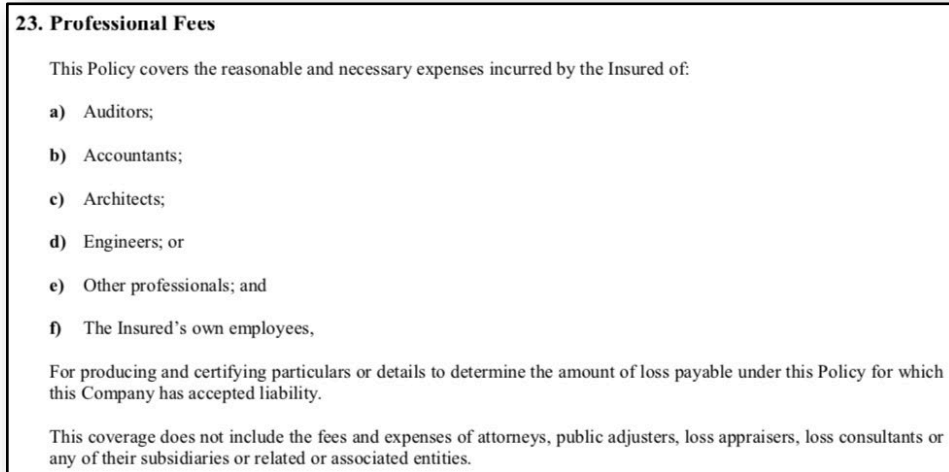 23. Professional Fees
This Policy covers the reasonable and necessary expenses incurred by the Insured of:
a) Auditors;
b) Accountants;
c) Architects;
d) Engineers; or
e) Other professionals; and
f) The Insured’s own employees,
For producing and certifying particulars or details to determine the amount of loss payable under this Policy for which
this Company has accepted liability.
This coverage does not include the fees and expenses of attorneys, public adjusters, loss appraisers, loss consultants or
any of their subsidiaries or related or associated entities.